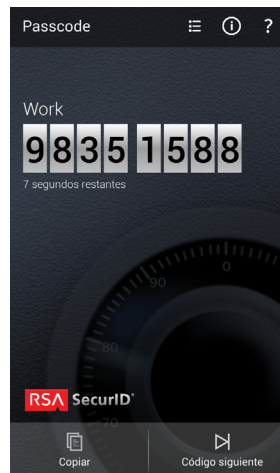 Passcode ?
Work
9835 1588
7 segundos restantes
0
90
80
70
RSA SecurID®
Copiar Código siguiente